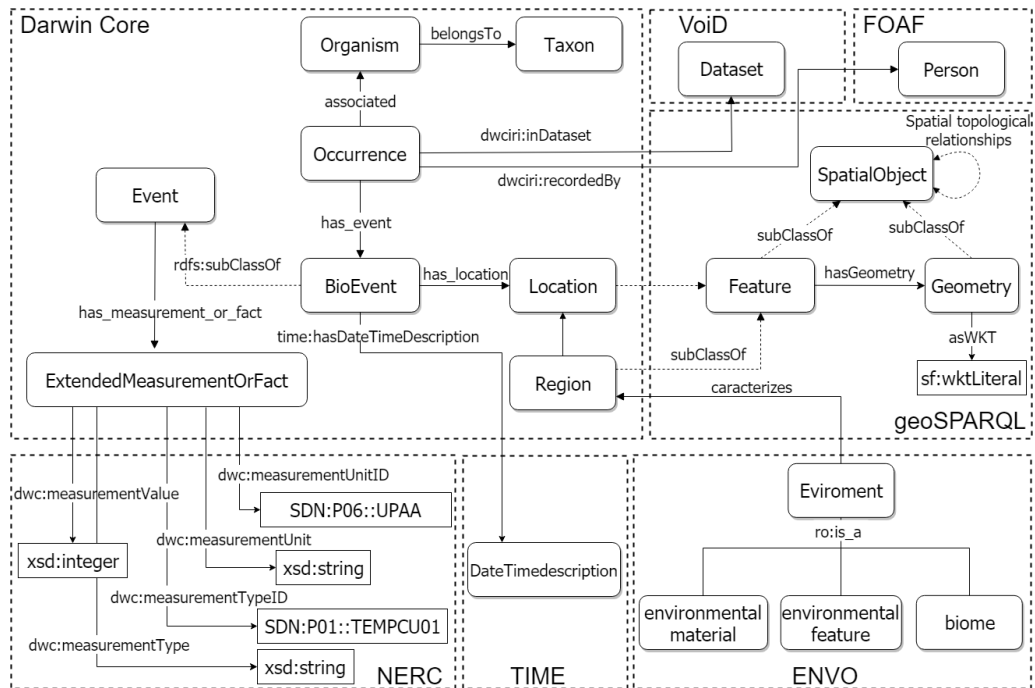 Darwin Core
VoiD
FOAF
Organism
belongsTo
Taxon
Dataset
Person
associated
Occurrence
dwciri:inDataset
dwciri:recordedBy
Spatial topological
relationships
SpatialObject
Event
has_event
rdfs:subClassOf
subClassOf
subClassOf
BioEvent
has_location
Location
Feature
hasGeometry
Geometry
has_measurement_or_fact
time:hasDateTimeDescription
asWKT
ExtendedMeasurementOrFact
Region
subClassOf
sf:wktLiteral
caracterizes
geoSPARQL
dwc:measurementUnitID
dwc:measurementValue
SDN:P06::UPAA
Eviroment
ro:is_a
dwc:measurementUnit
xsd:integer
xsd:string
DateTimedescription
dwc:measurementTypeID
environmental
material
environmental
feature
biome
SDN:P01::TEMPCU01
dwc:measurementType
xsd:string
NERC
TIME
ENVO